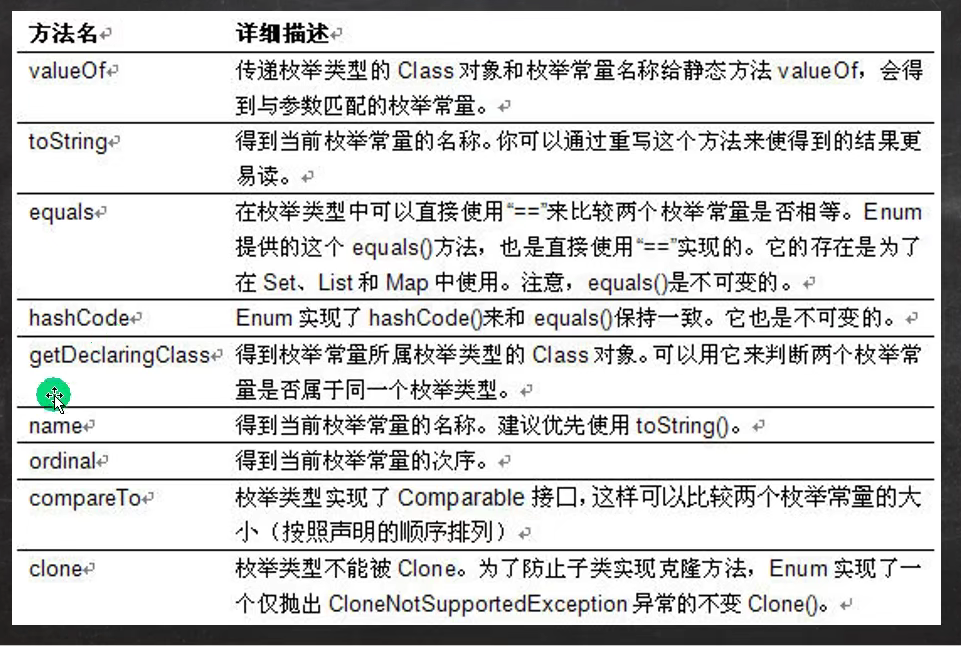 方法名 详细描述
valueOf 传递枚举类型的 Class 对象和枚举常量名称给静态方法 valueOf，会得
到与参数匹配的枚举常量。
toString 得到当前枚举常量的名称。你可以通过重写这个方法来使得到的结果更
易读。
equals 在枚举类型中可以直接使用“==”来比较两个枚举常量是否相等。Enum
提供的这个 equals()方法，也是直接使用“==”实现的。它的存在是为了
在 Set、List 和 Map 中使用。注意，equals()是不可变的。
hashCode Enum 实现了 hashCode()来和 equals()保持一致。它也是不可变的。
getDeclaringClass 得到枚举常量所属枚举类型的 Class 对象。可以用它来判断两个枚举常
量是否属于同一个枚举类型。
name 得到当前枚举常量的名称。建议优先使用 toString()。
ordinal 得到当前枚举常量的次序。
compareTo 枚举类型实现了 Comparable 接口，这样可以比较两个枚举常量的大
小（按照声明的顺序排列）
clone 枚举类型不能被 Clone。为了防止子类实现克隆方法，Enum 实现了一
个仅抛出 CloneNotSupportedException 异常的不变 Clone()。